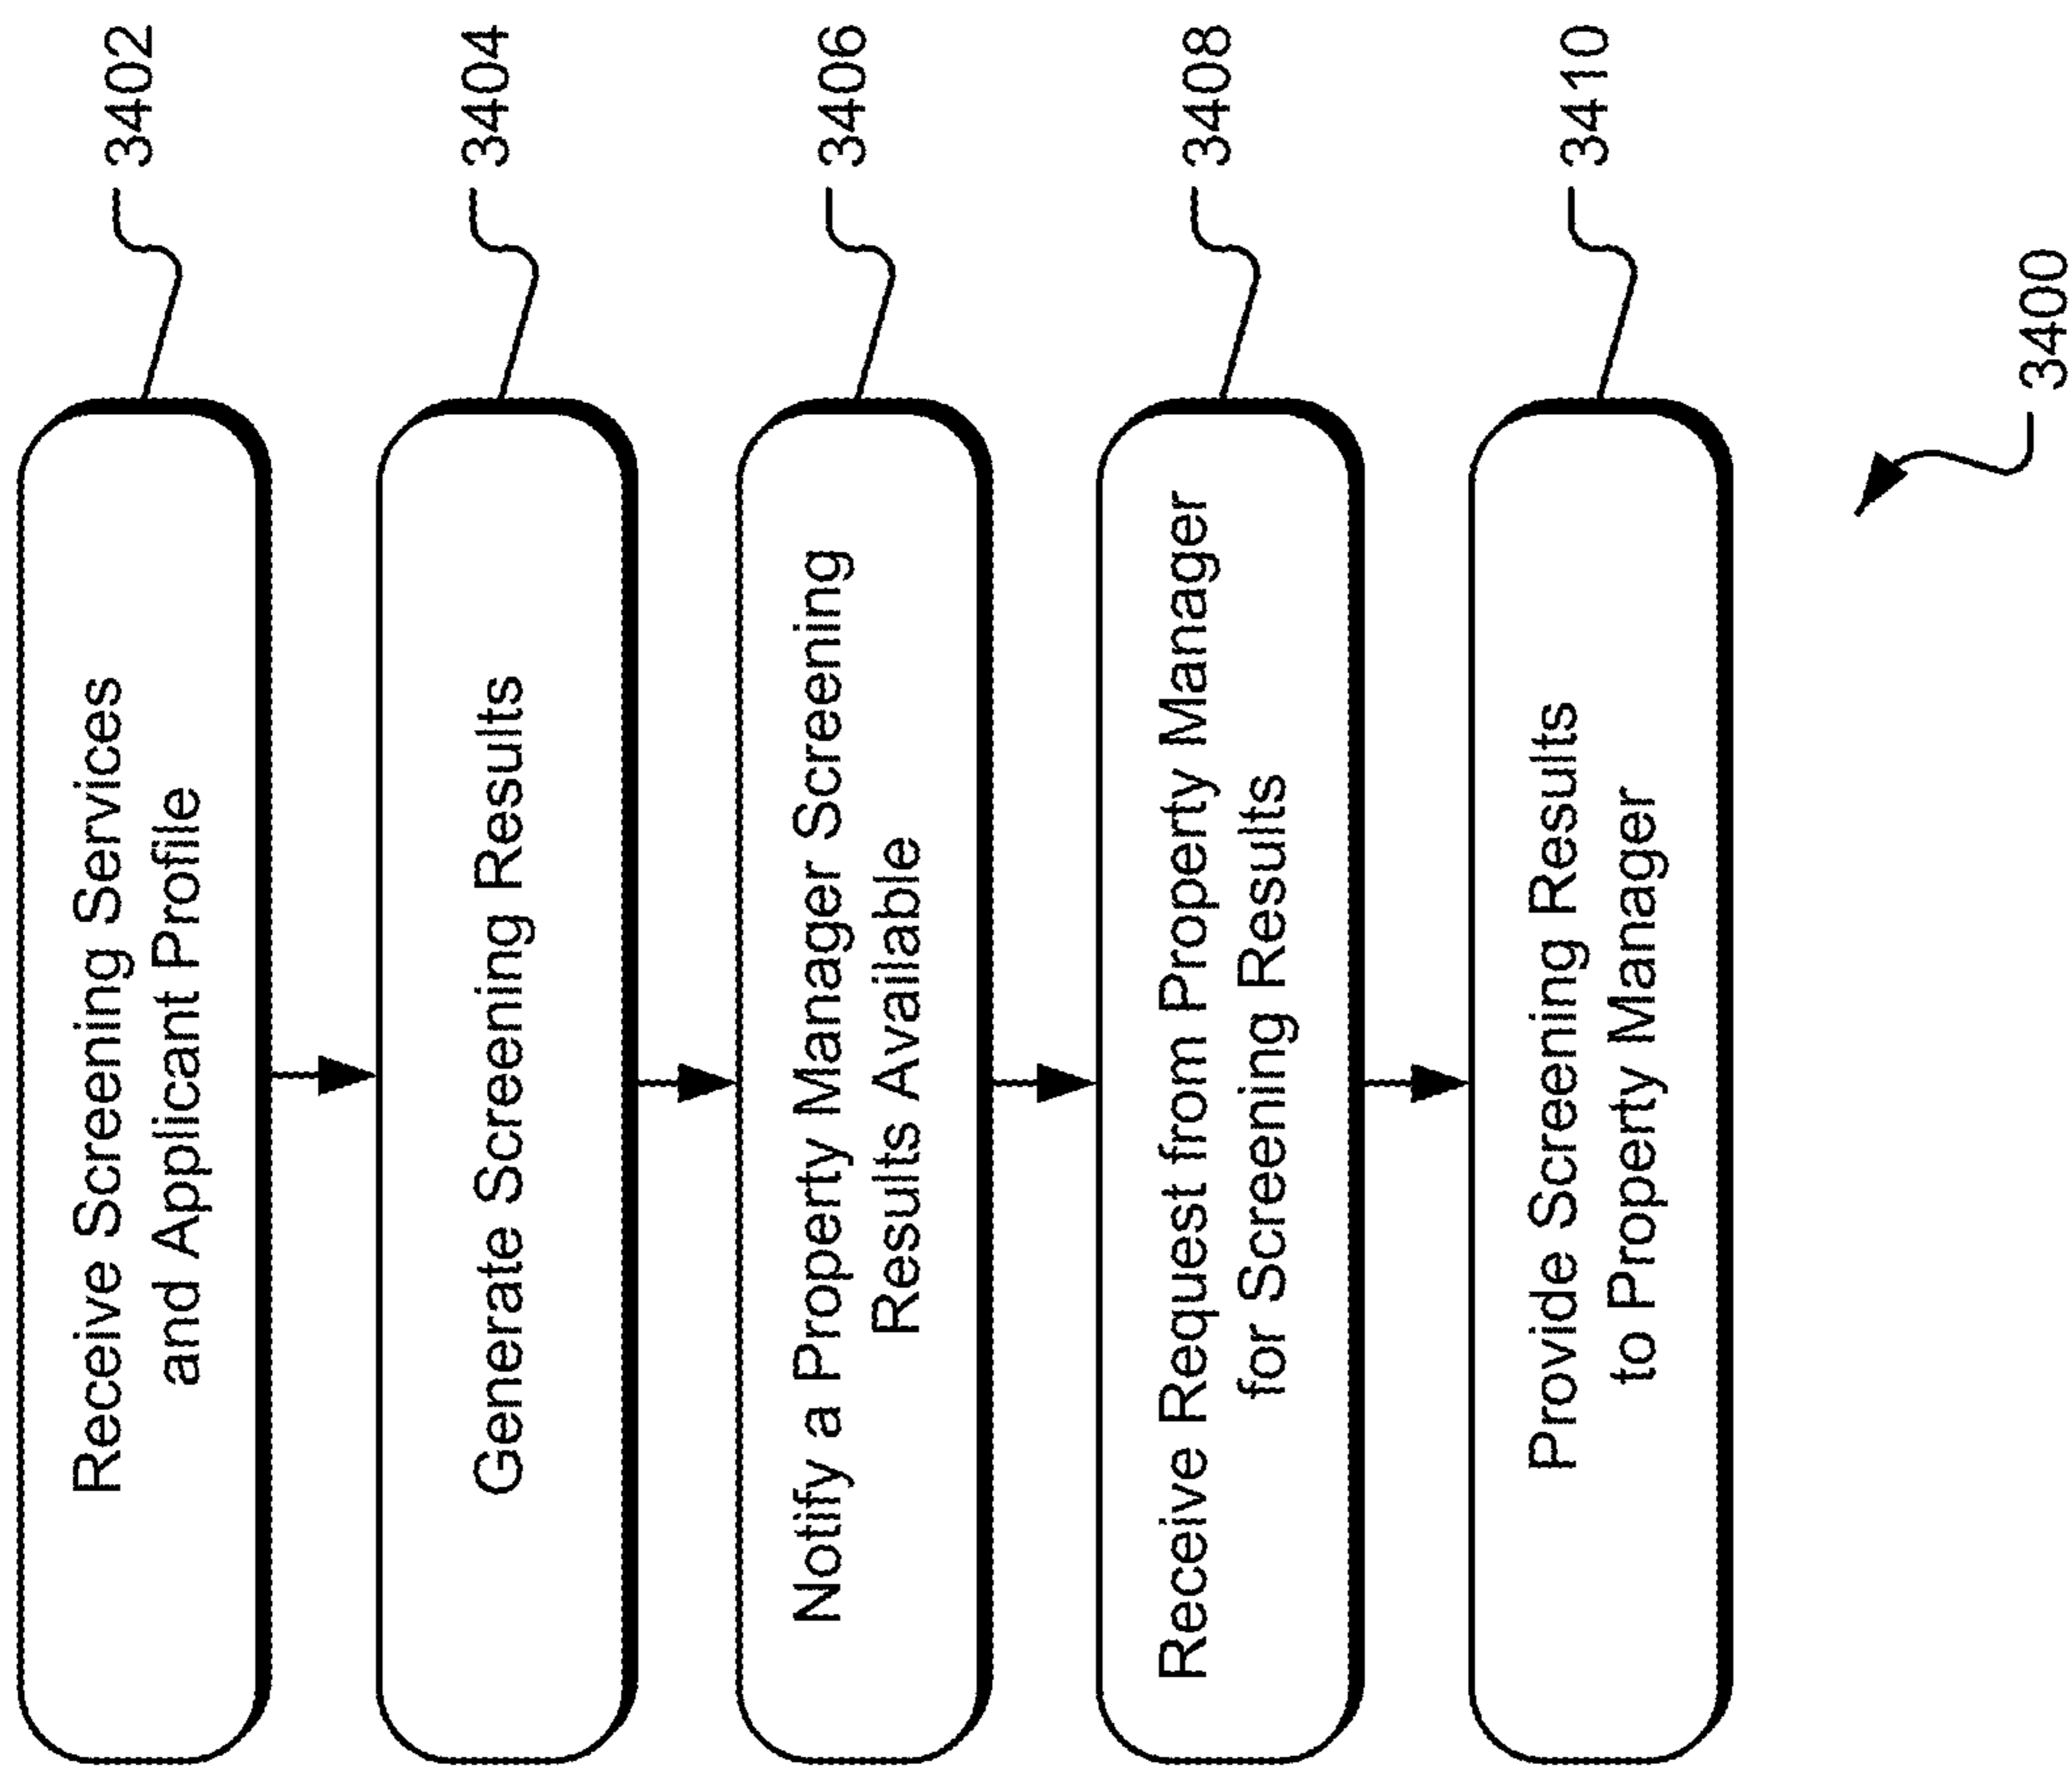 Receive Screening Services
and Applicant Profile
3402
Generate Screening Results
3404
Notify a Property Manager Screening
Results Available
3406
Receive Request from Property Manager
for Screening Results
3408
Provide Screening Results
to Property Manager
3410
3400